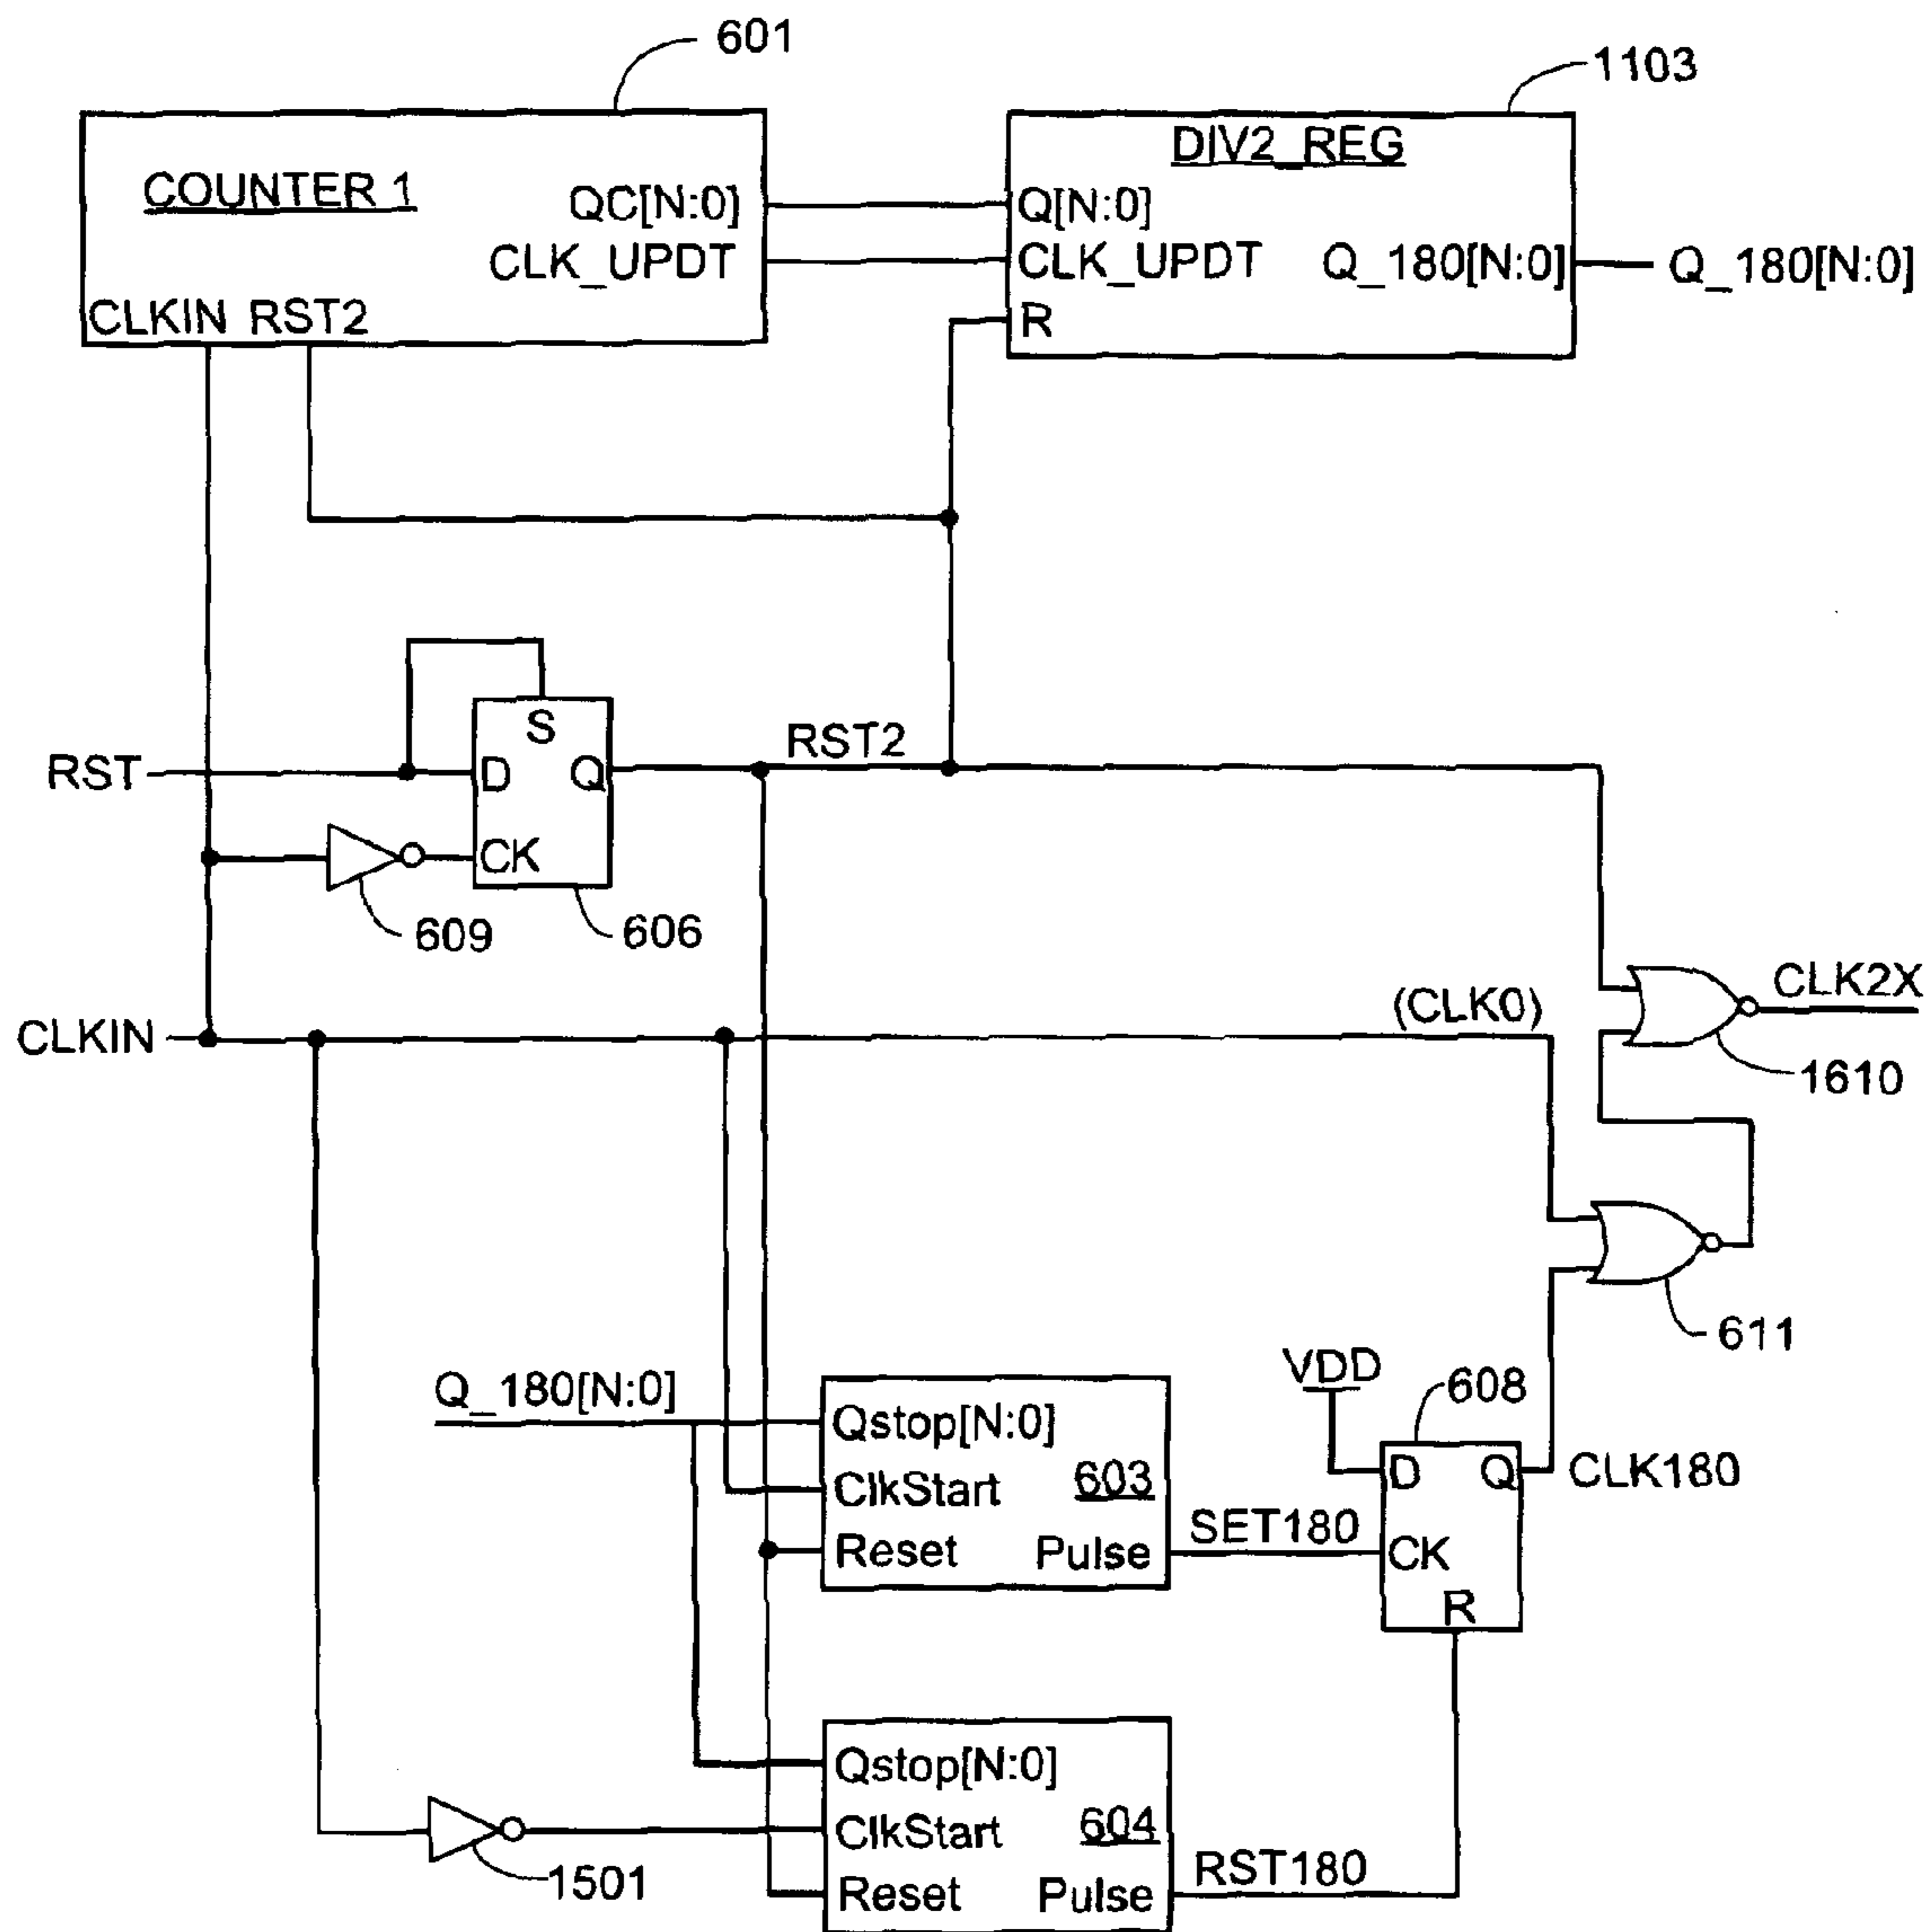 601
1103
COUNTER 1
QC[N:0]
CLK_UPDT
CLKIN RST2
DIV2_REG
Q[N:0]
CLK_UPDT
Q_180[N:0]
Q_180[N:0]
R
RST
S
D
Q
CK
RST2
609
606
CLKIN
(CLK0)
CLK2X
1610
611
Q_180[N:0]
Qstop[N:0]
ClkStart
603
Reset
Pulse
SET180
VDD
608
D
Q
CK
R
CLK180
1501
Qstop[N:0]
ClkStart
604
Reset
Pulse
RST180